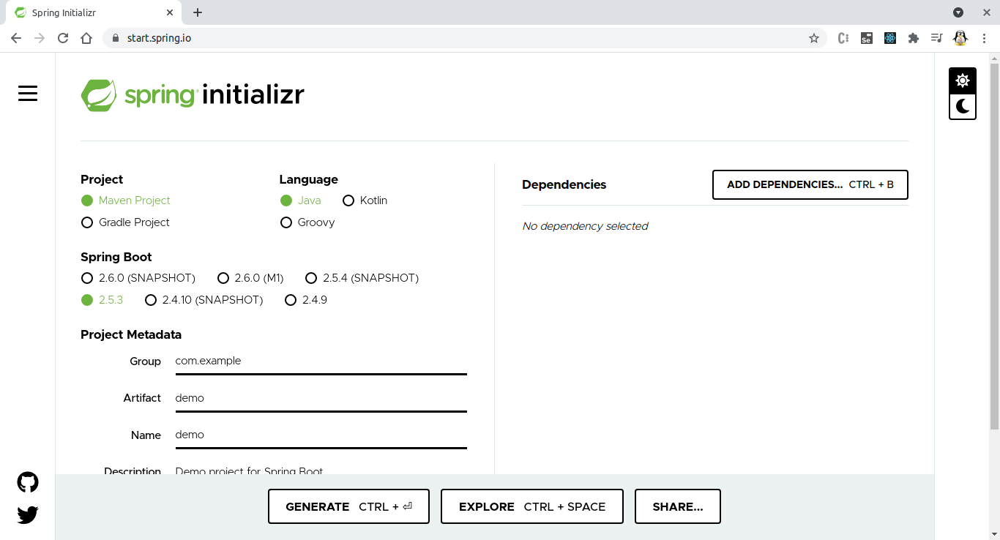 Spring Initializr
start.spring.io
Se
spring initializr
Project
Maven Project
Gradle Project
Language
Java Kotlin
Groovy
Spring Boot
2.6.0 (SNAPSHOT) 2.6.0 (M1) 2.5.4 (SNAPSHOT)
2.5.3 2.4.10 (SNAPSHOT) 2.4.9
Project Metadata
Group com.example
Artifact demo
Name demo
Description Demo project for Spring Boot
Dependencies
ADD DEPENDENCIES... CTRL + B
No dependency selected
GENERATE CTRL + ⏎
EXPLORE CTRL + SPACE
SHARE...